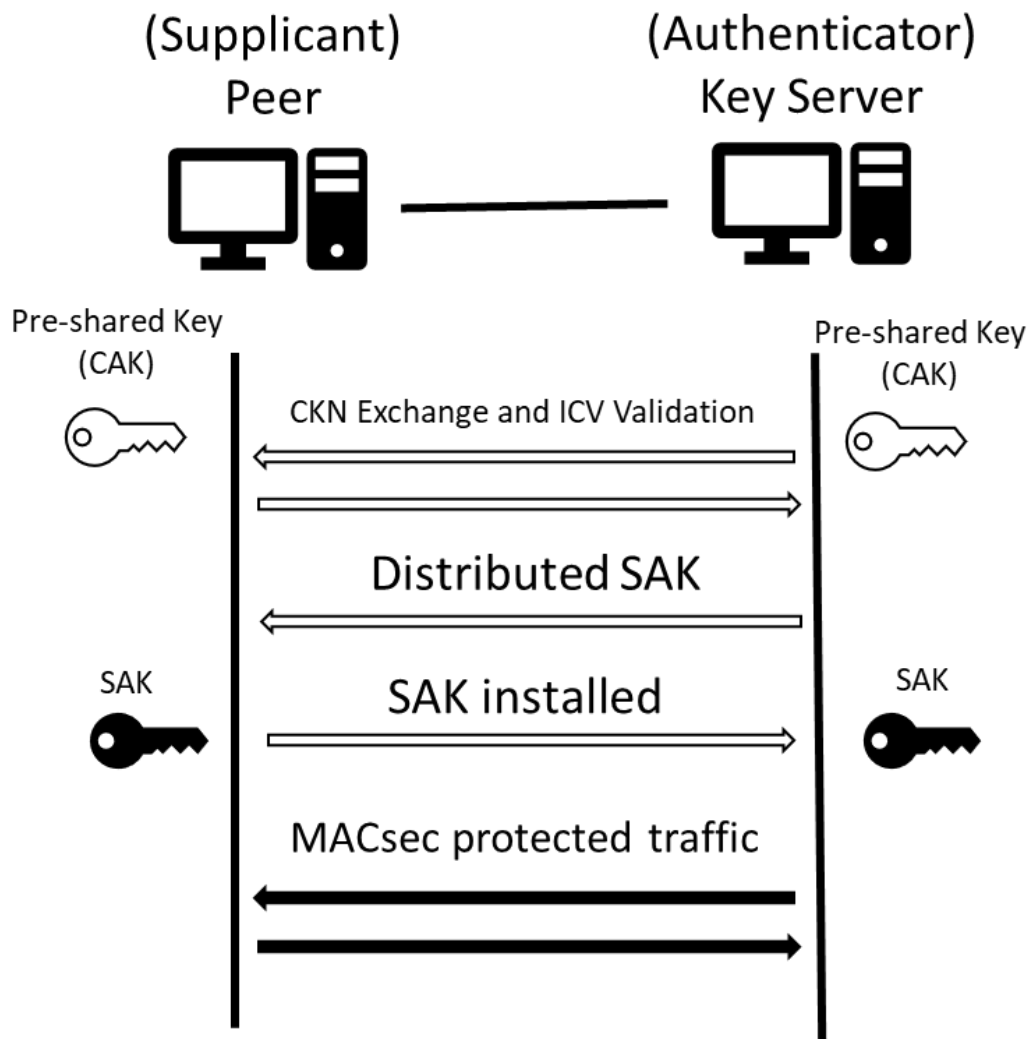 (Supplicant)
Peer
(Authenticator)
Key Server
Pre-shared Key
(CAK)
Pre-shared Key
(CAK)
CKN Exchange and ICV Validation
Distributed SAK
SAK
SAK installed
SAK
MACsec protected traffic